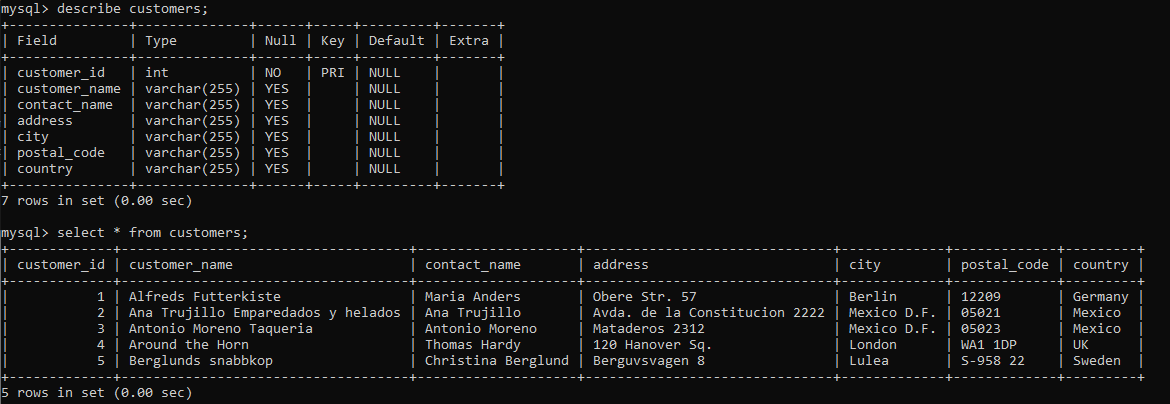 mysql> describe customers;
+---------------+--------------+------+-----+---------+-------+
| Field         | Type         | Null | Key | Default | Extra |
+---------------+--------------+------+-----+---------+-------+
| customer_id   | int          | NO   | PRI | NULL    |       |
| customer_name | varchar(255) | YES  |     | NULL    |       |
| contact_name  | varchar(255) | YES  |     | NULL    |       |
| address       | varchar(255) | YES  |     | NULL    |       |
| city          | varchar(255) | YES  |     | NULL    |       |
| postal_code   | varchar(255) | YES  |     | NULL    |       |
| country       | varchar(255) | YES  |     | NULL    |       |
+---------------+--------------+------+-----+---------+-------+
7 rows in set (0.00 sec)
mysql> select * from customers;
+-------------+------------------------------------+--------------------+-------------------------------+-------------+-------------+---------+
| customer_id | customer_name                      | contact_name       | address                       | city        | postal_code | country |
+-------------+------------------------------------+--------------------+-------------------------------+-------------+-------------+---------+
|           1 | Alfreds Futterkiste                | Maria Anders       | Obere Str. 57                 | Berlin      | 12209       | Germany |
|           2 | Ana Trujillo Emparedados y helados | Ana Trujillo       | Avda. de la Constitucion 2222 | Mexico D.F. | 05021       | Mexico  |
|           3 | Antonio Moreno Taqueria            | Antonio Moreno     | Mataderos 2312                | Mexico D.F. | 05023       | Mexico  |
|           4 | Around the Horn                    | Thomas Hardy       | 120 Hanover Sq.               | London      | WA1 1DP     | UK      |
|           5 | Berglunds snabbkop                 | Christina Berglund | Berguvsvagen 8                | Lulea       | S-958 22    | Sweden  |
+-------------+------------------------------------+--------------------+-------------------------------+-------------+-------------+---------+
5 rows in set (0.00 sec)